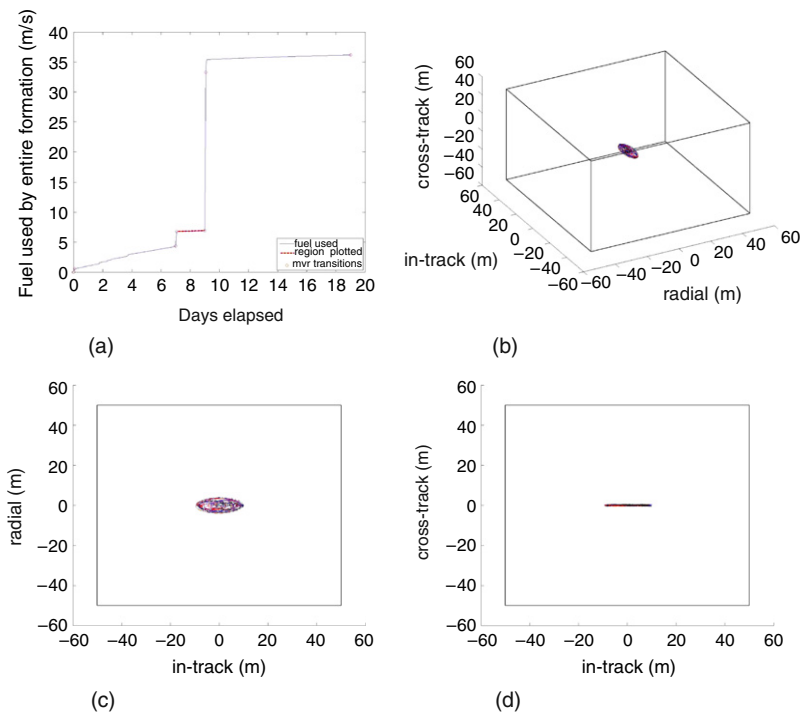 Fuel used by entire formation (m/s)
40
35
30
25
20
15
10
5
0
0 2 4 6 8 10 12 14 16 18 20
Days elapsed
fuel used
region plotted
mvr transitions
(a)
cross-track (m)
60
40
20
0
−20
−40
−60
60
40
20
0
−20
−40
−60
in-track (m)
−60 −40 −20 0 20 40 60
radial (m)
(b)
radial (m)
60
40
20
0
−20
−40
−60
−60 −40 −20 0 20 40 60
in-track (m)
(c)
cross-track (m)
60
40
20
0
−20
−40
−60
−60 −40 −20 0 20 40 60
in-track (m)
(d)